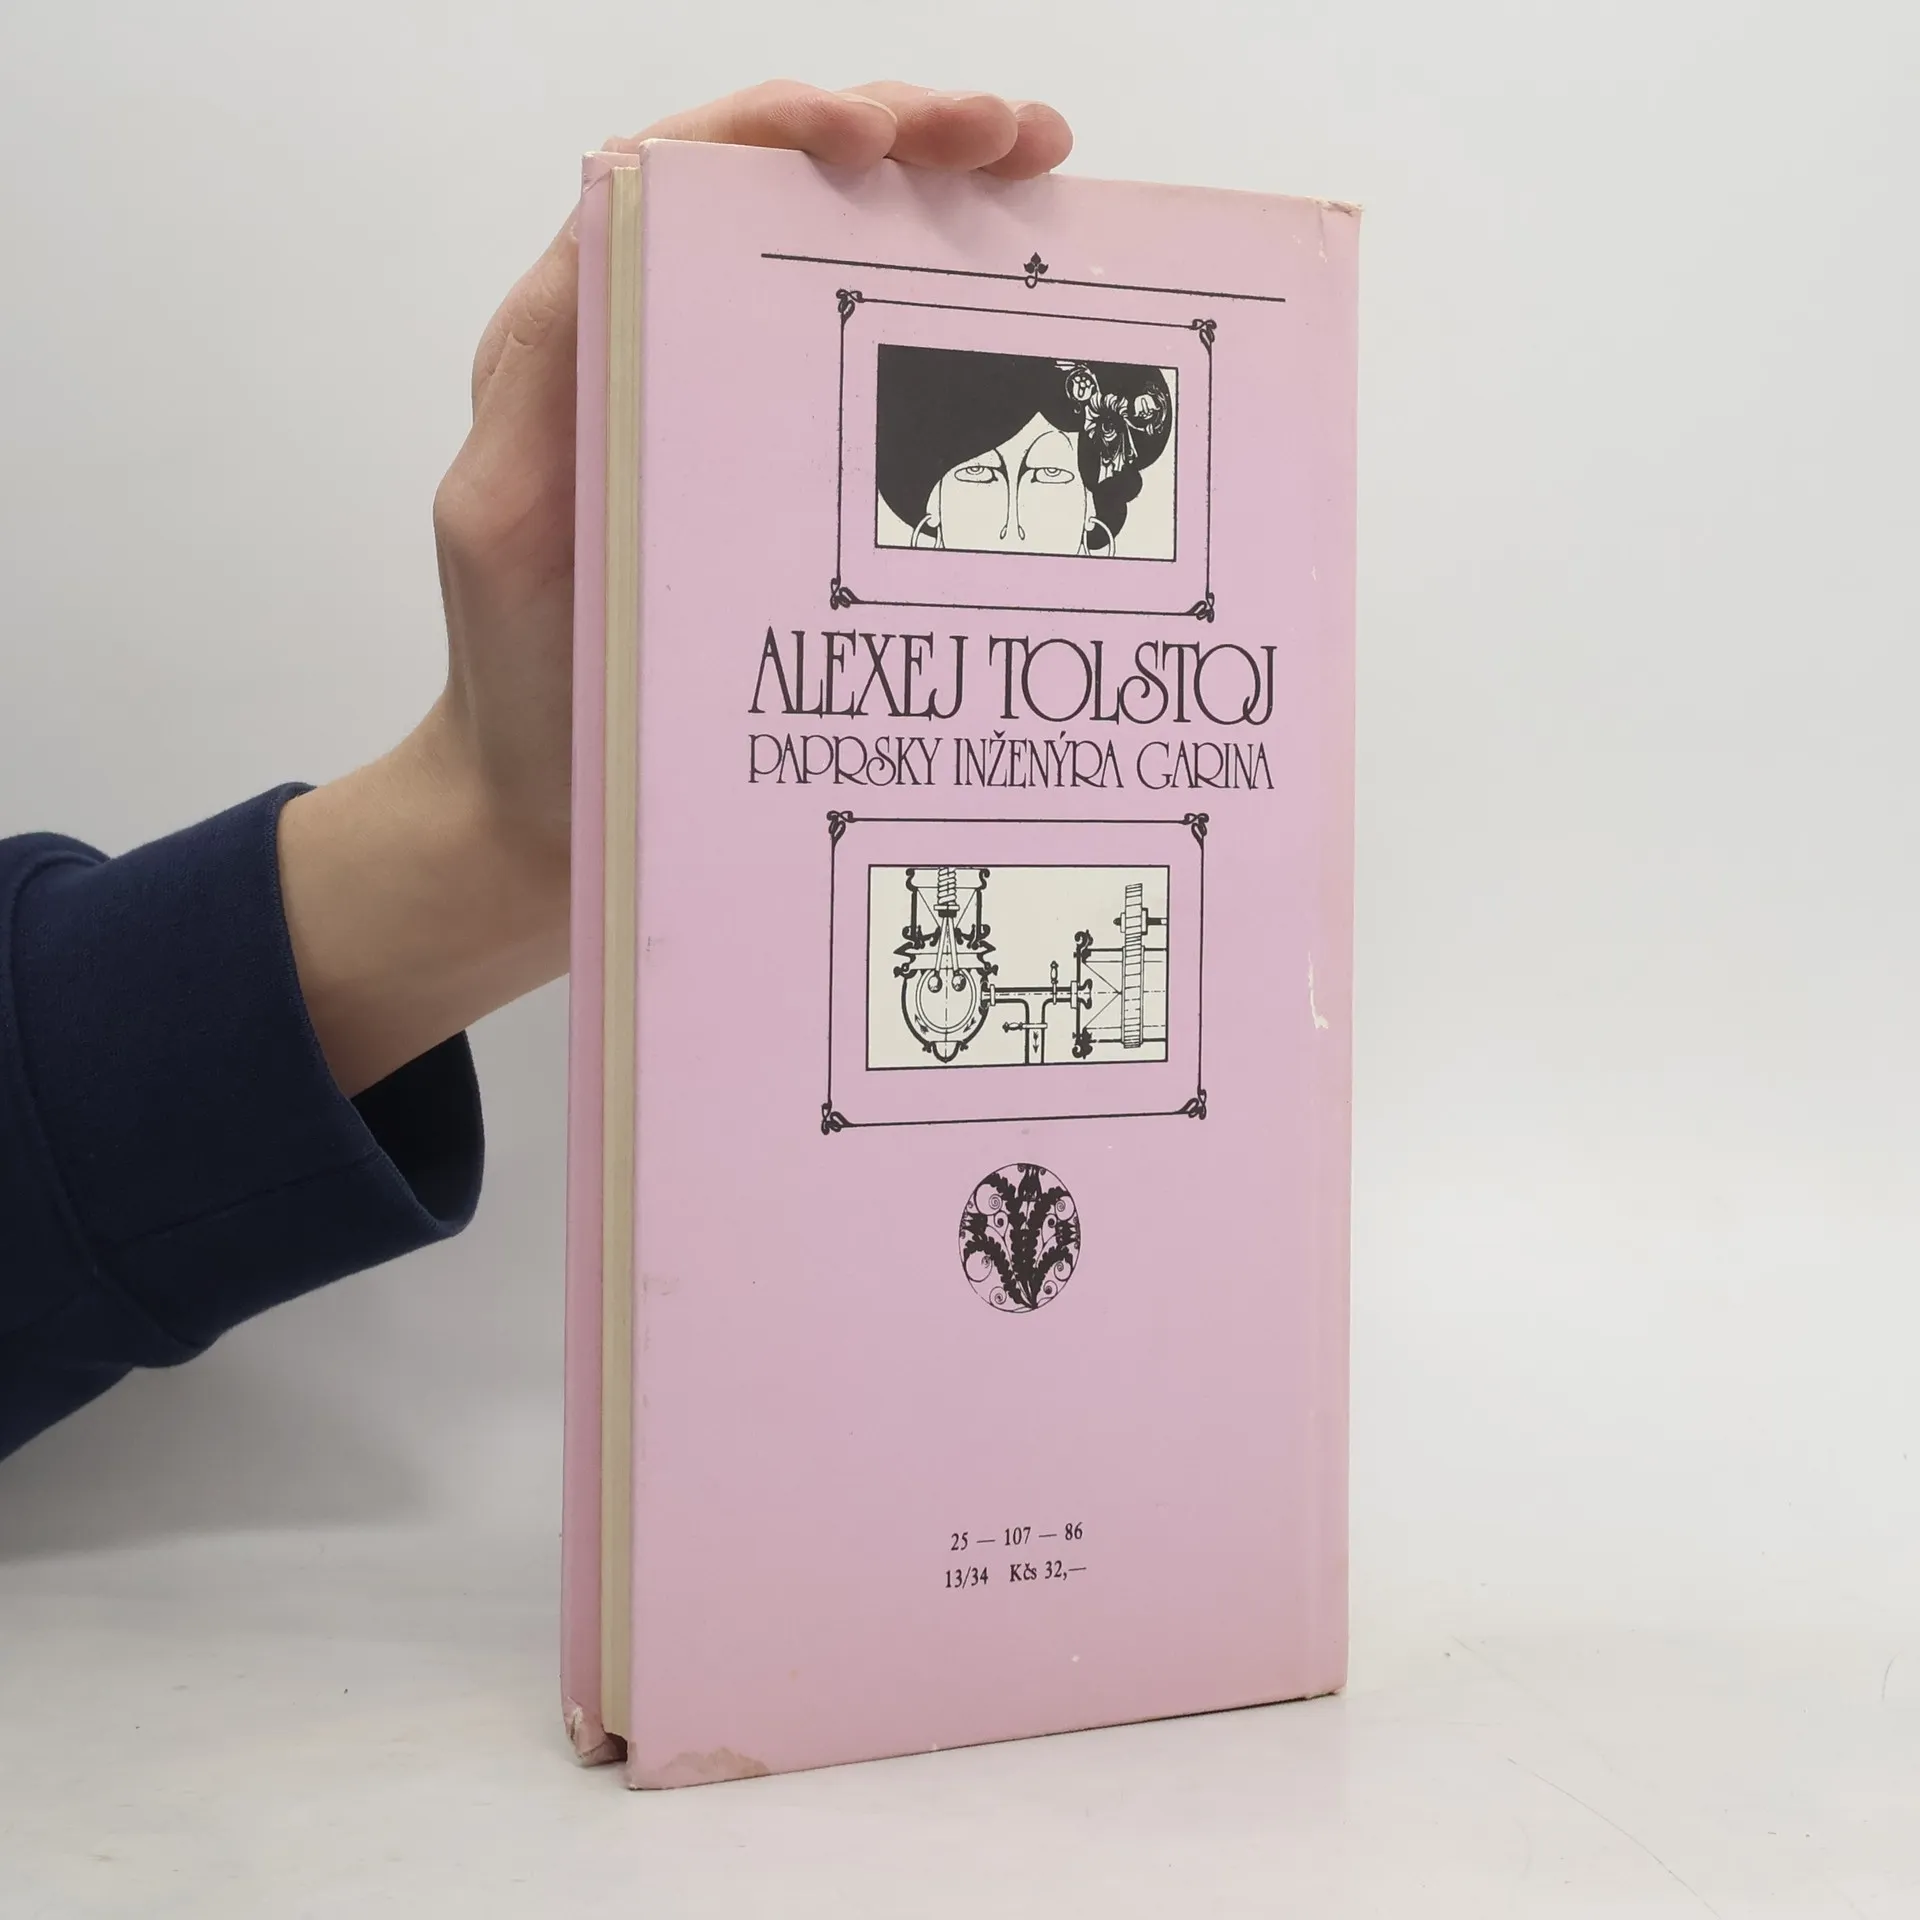 ALEXEJ TOLSTOJ
PAPRSKY INŽENÝRA GARINA
25 — 107 — 86
13/34 Kčs 32,—